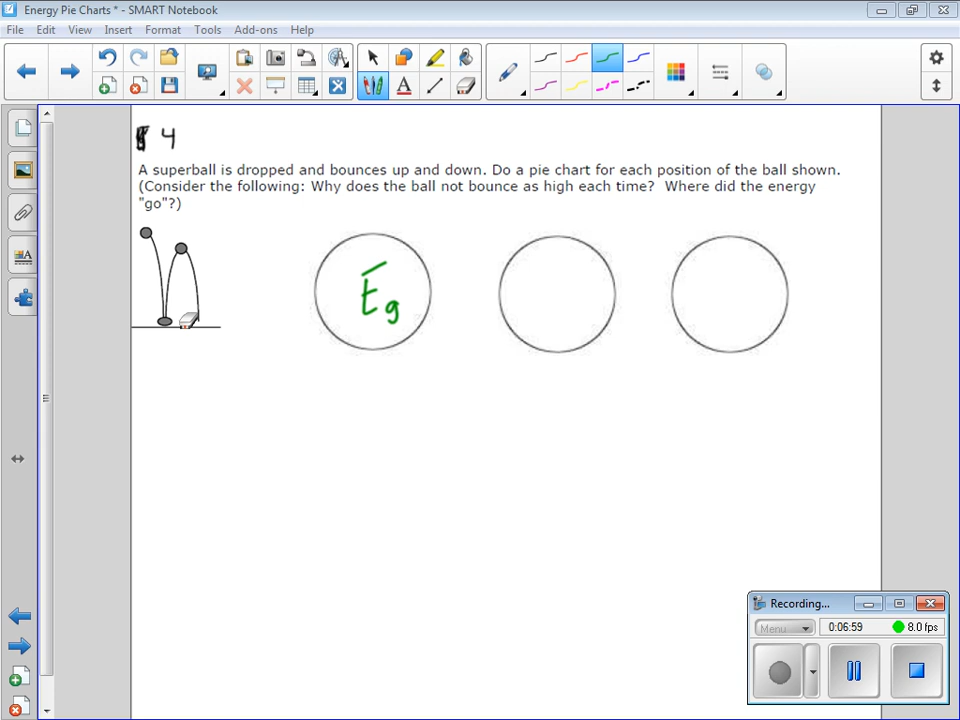 Energy Pie Charts * - SMART Notebook
File Edit View Insert Format Tools Add-ons Help
4
A superball is dropped and bounces up and down. Do a pie chart for each position of the ball shown.
(Consider the following: Why does the ball not bounce as high each time? Where did the energy
"go"?)
Eg
Recording...
Menu 0:06:59 8.0 fps